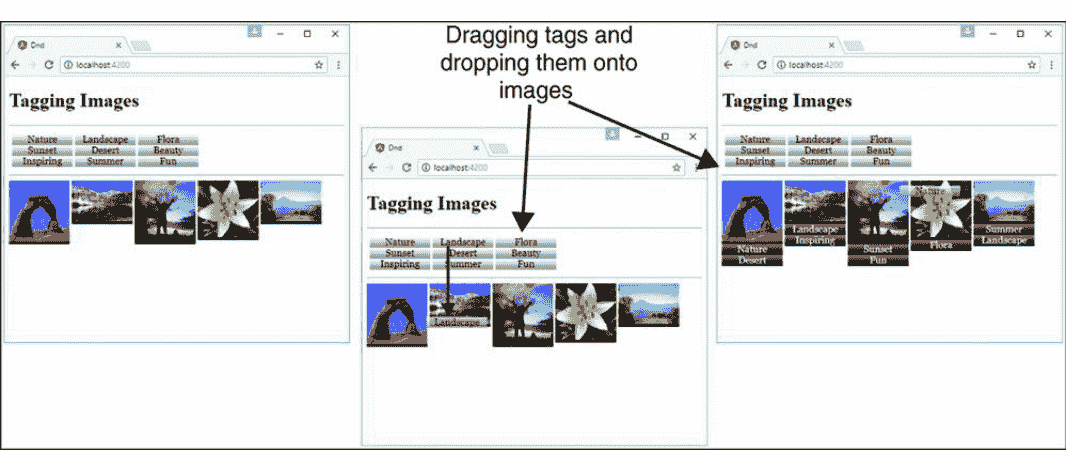 Dnd
localhost:4200
Tagging Images
Nature Landscape Flora
Sunset Desert Beauty
Inspiring Summer Fun
Dragging tags and
dropping them onto
images
Dnd
localhost:4200
Tagging Images
Nature Landscape Flora
Sunset Desert Beauty
Inspiring Summer Fun
Landscape
Dnd
localhost:4200
Tagging Images
Nature Landscape Flora
Sunset Desert Beauty
Inspiring Summer Fun
Nature
Desert
Landscape
Inspiring
Sunset
Fun
Nature
Flora
Summer
Landscape